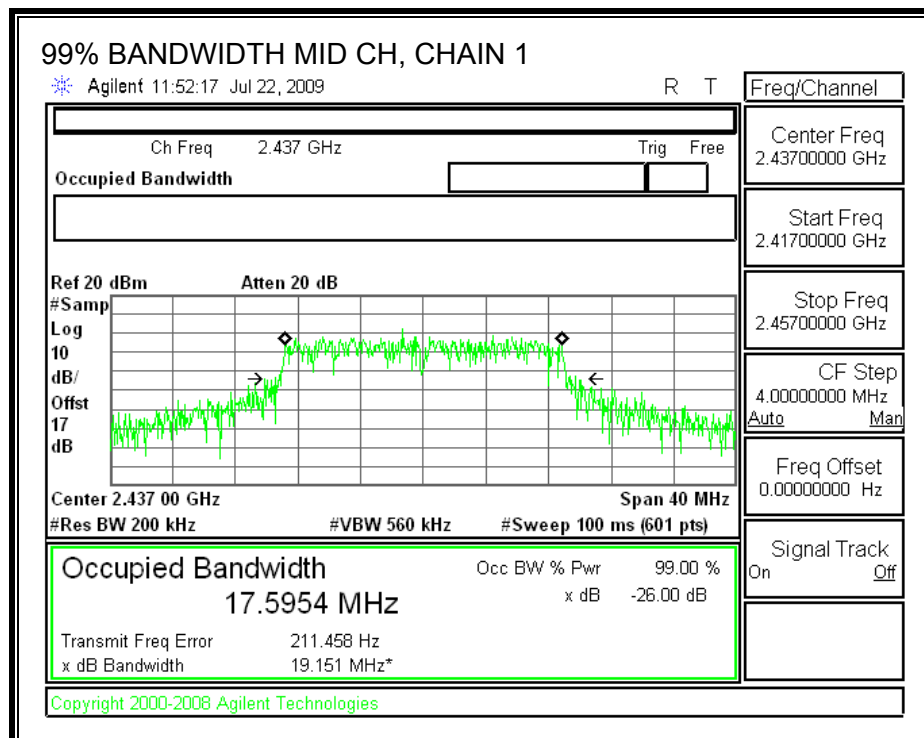 99% BANDWIDTH MID CH, CHAIN 1
Agilent 11:52:17 Jul 22, 2009 R T
Ch Freq 2.437 GHz Trig Free
Occupied Bandwidth
Ref 20 dBm Atten 20 dB
#Samp
Log
10
dB/
Offst
17
dB
Center 2.437 00 GHz Span 40 MHz
#Res BW 200 kHz #VBW 560 kHz #Sweep 100 ms (601 pts)
Occupied Bandwidth Occ BW % Pwr 99.00 %
17.5954 MHz x dB -26.00 dB
Transmit Freq Error 211.458 Hz
x dB Bandwidth 19.151 MHz*
Copyright 2000-2008 Agilent Technologies
Freq/Channel
Center Freq
2.43700000 GHz
Start Freq
2.41700000 GHz
Stop Freq
2.45700000 GHz
CF Step
4.00000000 MHz
Auto Man
Freq Offset
0.00000000 Hz
Signal Track
On Off